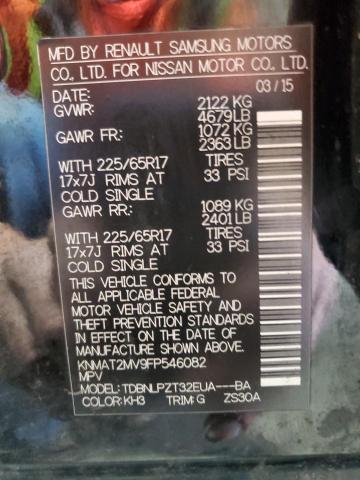 MFD BY RENAULT SAMSUNG MOTORS
CO., LTD. FOR NISSAN MOTOR CO., LTD.
DATE: 03/15
GVWR: 2122 KG
4679LB
GAWR FR: 1072 KG
2363 LB
WITH 225/65R17 TIRES
17x7J RIMS AT 33 PSI
COLD SINGLE
GAWR RR: 1089 KG
2401 LB
WITH 225/65R17 TIRES
17x7J RIMS AT 33 PSI
COLD SINGLE
THIS VEHICLE CONFORMS TO
ALL APPLICABLE FEDERAL
MOTOR VEHICLE SAFETY AND
THEFT PREVENTION STANDARDS
IN EFFECT ON THE DATE OF
MANUFACTURE SHOWN ABOVE.
KNMAT2MV9FP546082
MPV
MODEL: TDBNLPZT32EUA---BA
COLOR: KH3 TRIM: G ZS30A